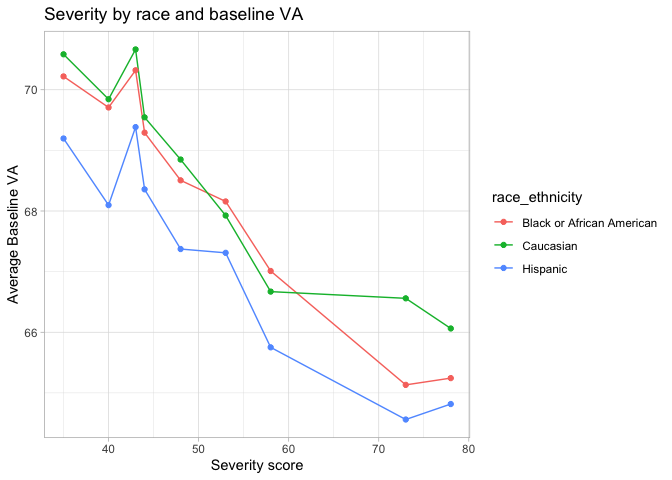 Severity by race and baseline VA
Average Baseline VA
70
68
66
40 50 60 70 80
Severity score
race_ethnicity
Black or African American
Caucasian
Hispanic